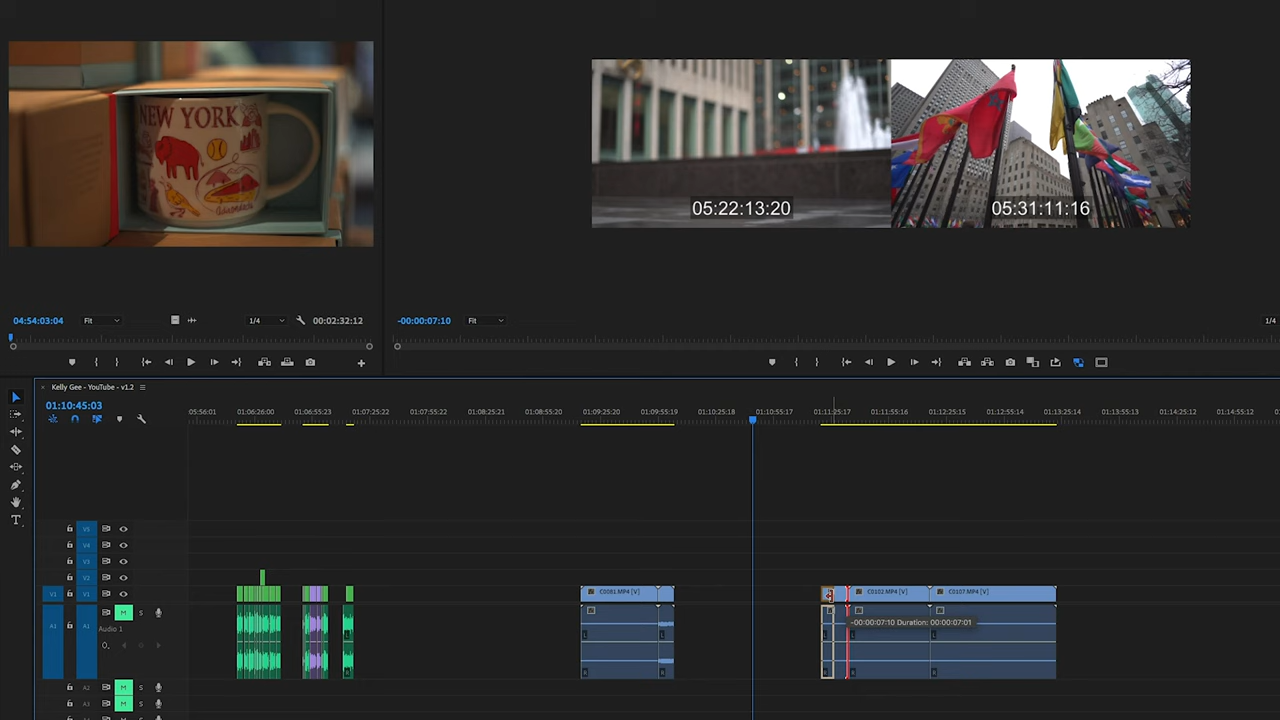 NEW YORK
Adirondacks
05:22:13:20
05:31:11:16
04:54:03:04
Fit
1/4
00:02:32:12
-00:00:07:10
Fit
1/4
× Kelly Gee - YouTube - v1.2
01:10:45:03
05:56:01
01:06:26:00
01:06:55:23
01:07:25:22
01:07:55:22
01:08:25:21
01:08:55:20
01:09:25:20
01:09:55:19
01:10:25:18
01:10:55:17
01:11:25:17
01:11:55:16
01:12:25:15
01:12:55:14
01:13:25:14
01:13:55:13
01:14:25:12
01:14:55:12
V5
V4
V3
V2
V1
V1
C0081.MP4 [V]
C0102.MP4 [V]
C0107.MP4 [V]
A1
A1
M
S
Audio 1
-00:00:07:10 Duration: 00:00:07:01
A2
M
S
A3
M
S
T